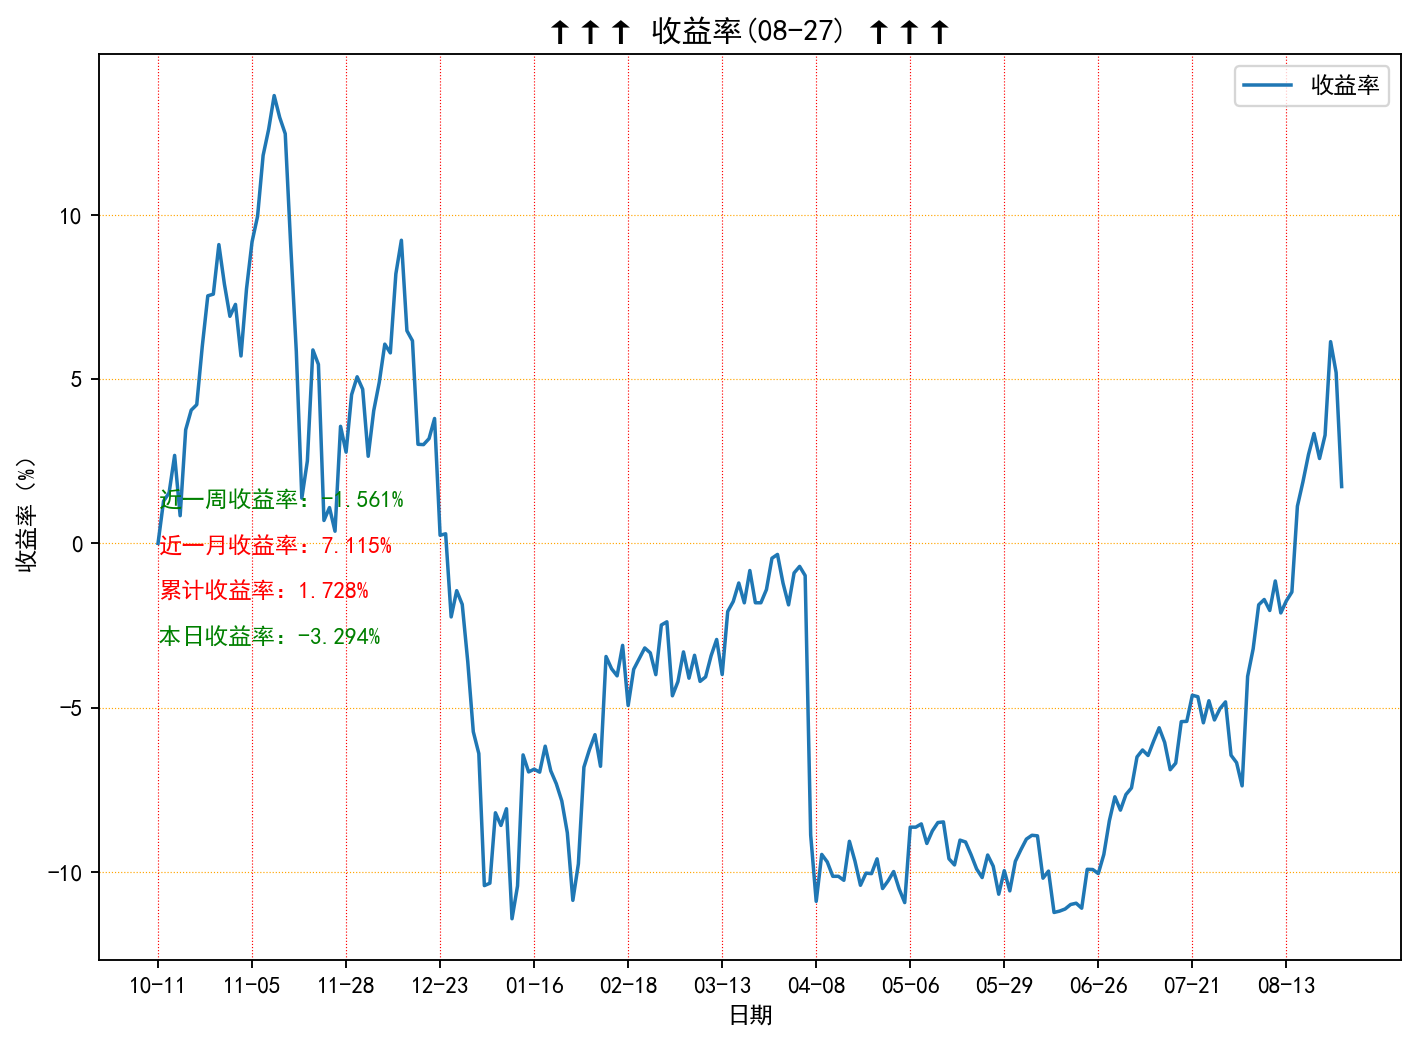 ↑↑↑ 收益率(08-27) ↑↑↑
收益率
10
5
0
-5
-10
收益率 (%)
近一周收益率: -1.561%
近一月收益率: 7.115%
累计收益率: 1.728%
本日收益率: -3.294%
10-11 11-05 11-28 12-23 01-16 02-18 03-13 04-08 05-06 05-29 06-26 07-21 08-13
日期